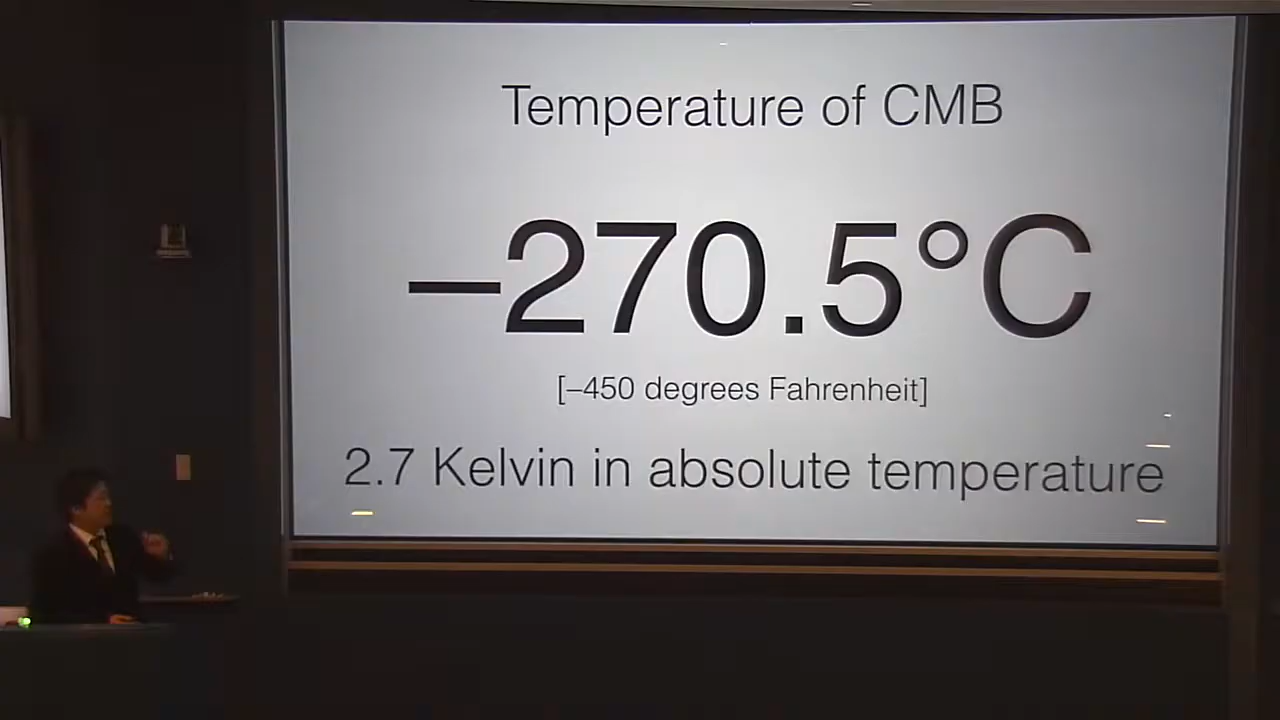 Temperature of CMB
–270.5°C
[–450 degrees Fahrenheit]
2.7 Kelvin in absolute temperature